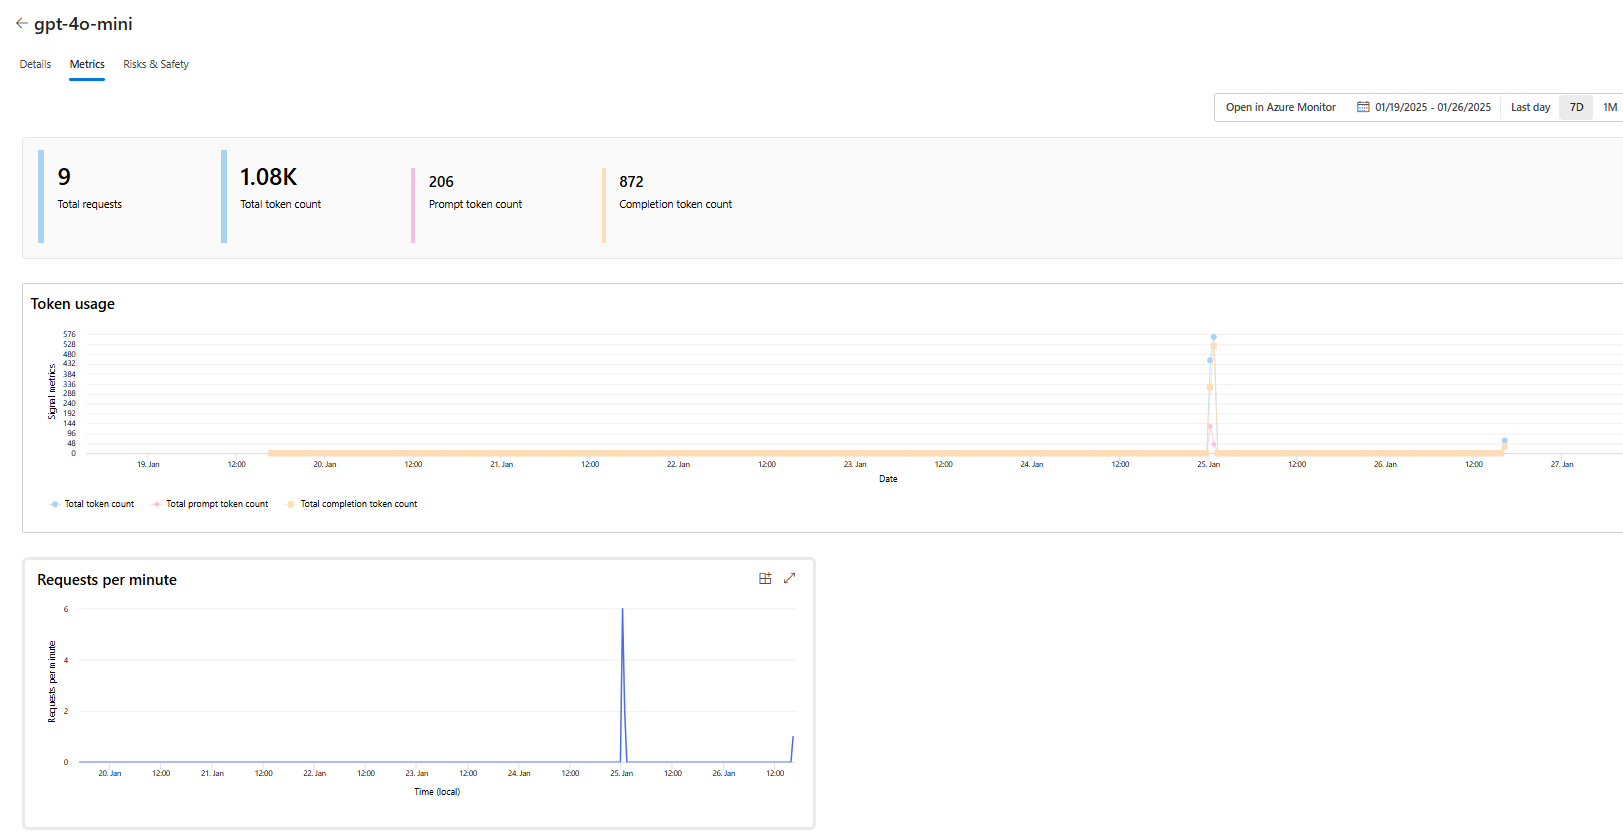 gpt-4o-mini
Details Metrics Risks & Safety
Open in Azure Monitor 01/19/2025 - 01/26/2025 Last day 7D 1M
9 1.08K 206 872
Total requests Total token count Prompt token count Completion token count
Token usage
576
528
480
432
384
336
288
240
192
144
96
48
0
Signal metrics
19. Jan 12:00 20. Jan 12:00 21. Jan 12:00 22. Jan 12:00 23. Jan 12:00 24. Jan 12:00 25. Jan 12:00 26. Jan 12:00 27. Jan
Date
Total token count Total prompt token count Total completion token count
Requests per minute
6
4
2
0
Requests per minute
20. Jan 12:00 21. Jan 12:00 22. Jan 12:00 23. Jan 12:00 24. Jan 12:00 25. Jan 12:00 26. Jan 12:00
Time (local)